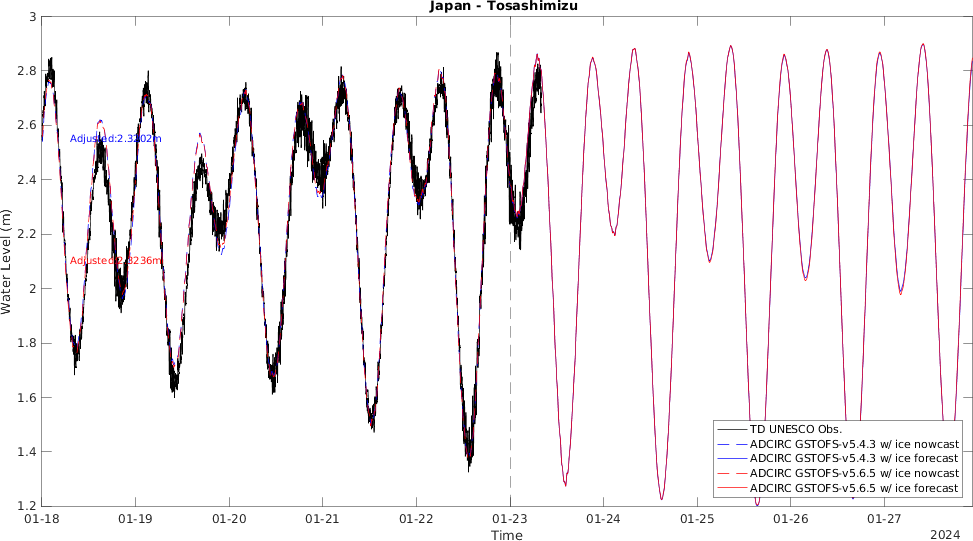 Japan - Tosashimizu
Water Level (m)
3
2.8
2.6
2.4
2.2
2
1.8
1.6
1.4
1.2
Adjusted:2.3202m
Adjusted:2.3236m
TD UNESCO Obs.
ADCIRC GSTOFS-v5.4.3 w/ ice nowcast
ADCIRC GSTOFS-v5.4.3 w/ ice forecast
ADCIRC GSTOFS-v5.6.5 w/ ice nowcast
ADCIRC GSTOFS-v5.6.5 w/ ice forecast
01-18 01-19 01-20 01-21 01-22 01-23 01-24 01-25 01-26 01-27
Time
2024